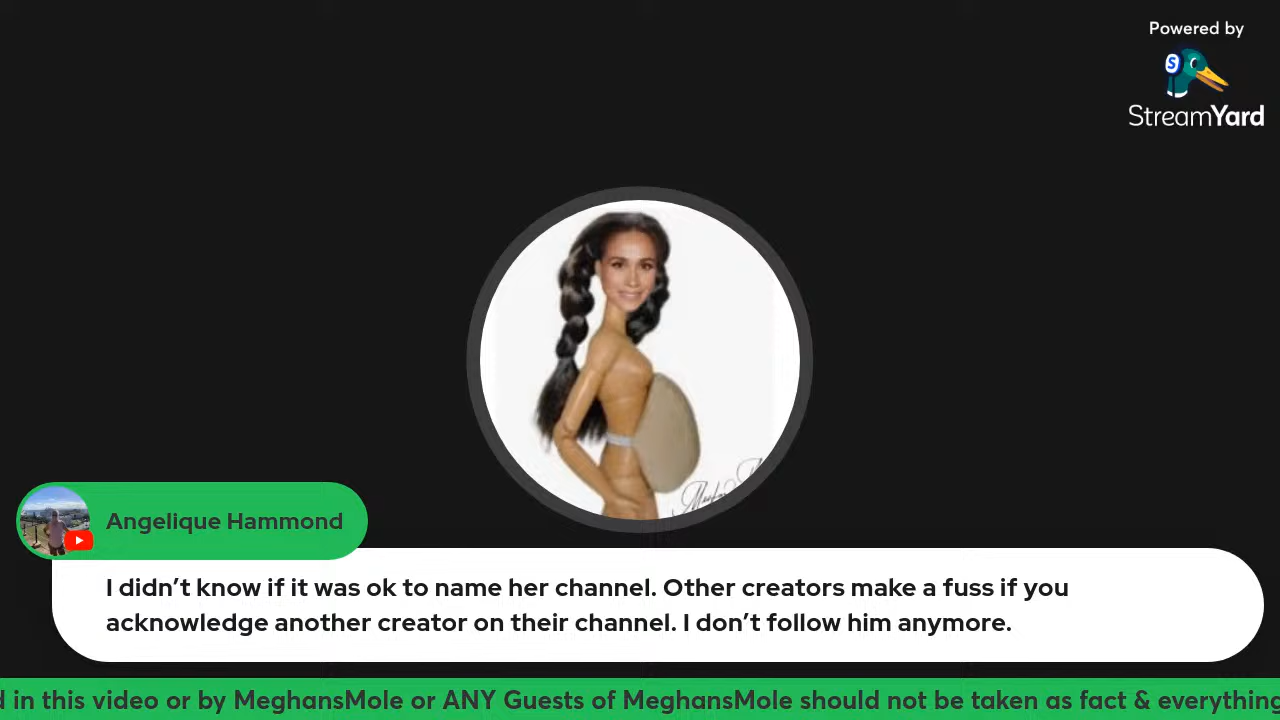 Powered by
S
StreamYard
Angelique Hammond
I didn’t know if it was ok to name her channel. Other creators make a fuss if you
acknowledge another creator on their channel. I don’t follow him anymore.
in this video or by MeghansMole or ANY Guests of MeghansMole should not be taken as fact & everything